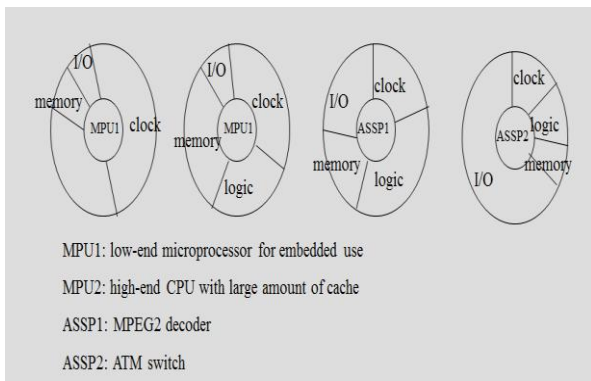 I/O
memory
MPU1
clock
I/O
clock
MPU1
memory
logic
clock
I/O
ASSP1
memory
logic
clock
logic
ASSP2
memory
I/O
MPU1: low-end microprocessor for embedded use
MPU2: high-end CPU with large amount of cache
ASSP1: MPEG2 decoder
ASSP2: ATM switch